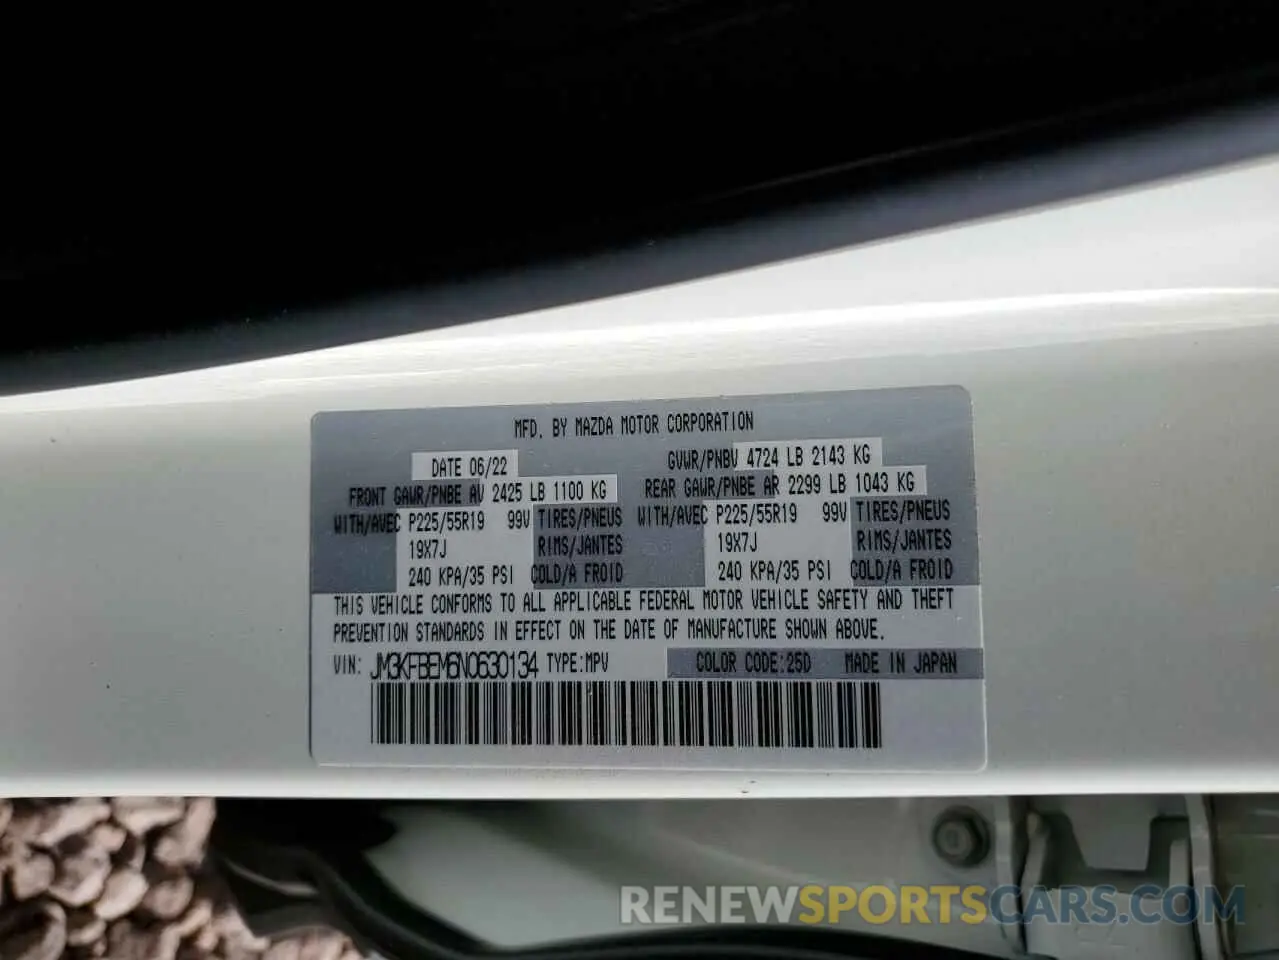 MFD. BY MAZDA MOTOR CORPORATION
DATE 06/22 GVWR/PNBV 4724 LB 2143 KG
FRONT GAWR/PNBE AV 2425 LB 1100 KG REAR GAWR/PNBE AR 2299 LB 1043 KG
WITH/AVEC P225/55R19 99V TIRES/PNEUS WITH/AVEC P225/55R19 99V TIRES/PNEUS
19X7J RIMS/JANTES 19X7J RIMS/JANTES
240 KPA/35 PSI COLD/A FROID 240 KPA/35 PSI COLD/A FROID
THIS VEHICLE CONFORMS TO ALL APPLICABLE FEDERAL MOTOR VEHICLE SAFETY AND THEFT
PREVENTION STANDARDS IN EFFECT ON THE DATE OF MANUFACTURE SHOWN ABOVE.
VIN: JM3KFBEM6N0630134 TYPE:MPV COLOR CODE:25D MADE IN JAPAN
RENEWSPORTSCARS.COM